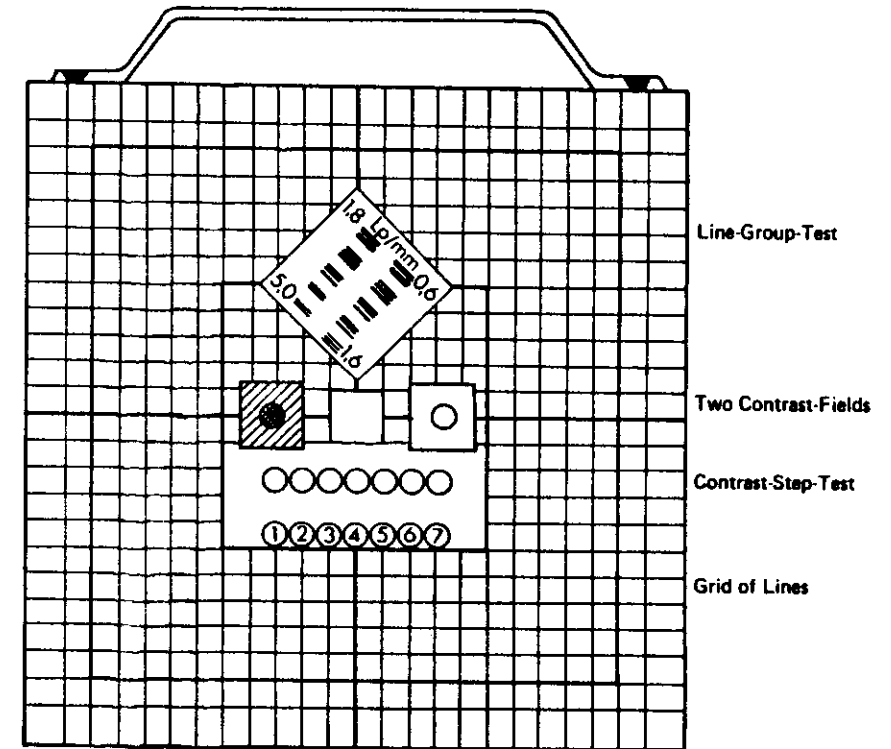 1,8 Lp/mm
5,0
0,6
1,6
Line-Group-Test
Two Contrast-Fields
Contrast-Step-Test
1 2 3 4 5 6 7
Grid of Lines